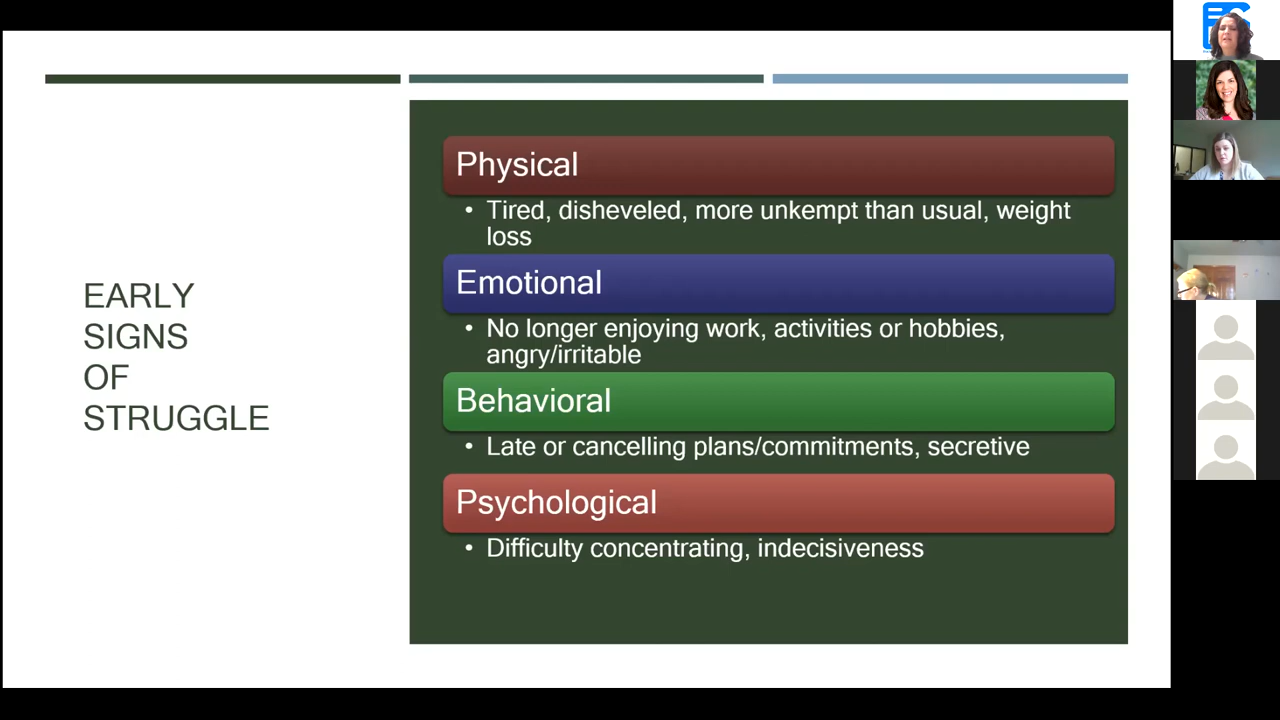 EARLY
SIGNS
OF
STRUGGLE
Physical
• Tired, disheveled, more unkempt than usual, weight
loss
Emotional
• No longer enjoying work, activities or hobbies,
angry/irritable
Behavioral
• Late or cancelling plans/commitments, secretive
Psychological
• Difficulty concentrating, indecisiveness